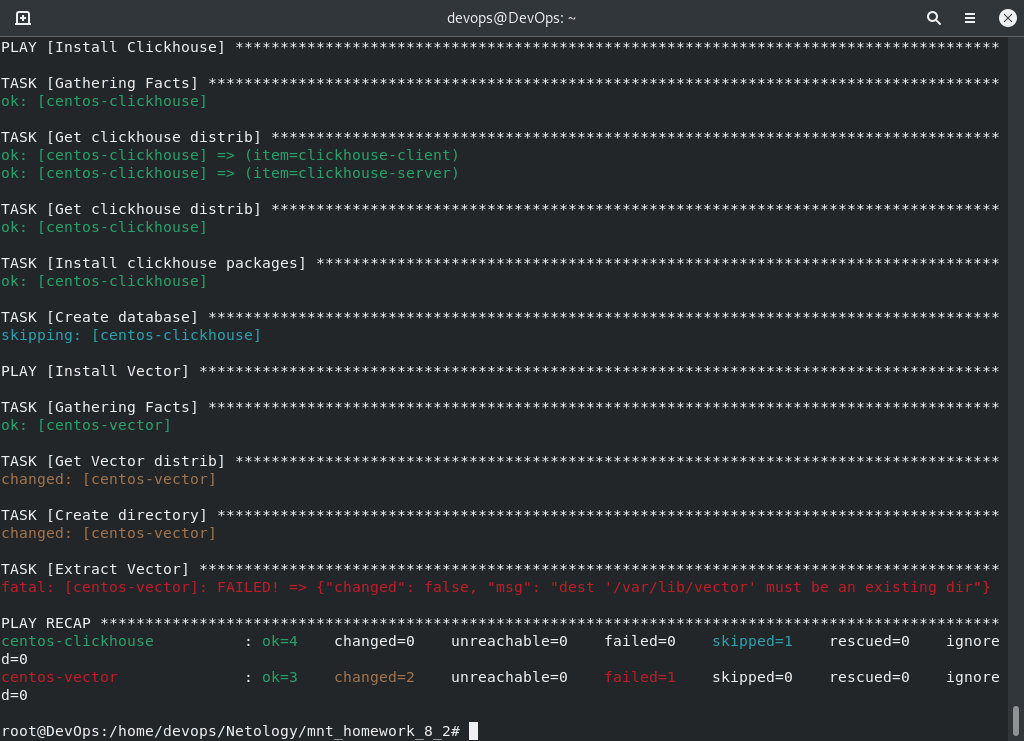 devops@DevOps: ~
PLAY [Install Clickhouse] *************************************************************************************
TASK [Gathering Facts] ****************************************************************************************
ok: [centos-clickhouse]
TASK [Get clickhouse distrib] *********************************************************************************
ok: [centos-clickhouse] => (item=clickhouse-client)
ok: [centos-clickhouse] => (item=clickhouse-server)
TASK [Get clickhouse distrib] *********************************************************************************
ok: [centos-clickhouse]
TASK [Install clickhouse packages] ****************************************************************************
ok: [centos-clickhouse]
TASK [Create database] ****************************************************************************************
skipping: [centos-clickhouse]
PLAY [Install Vector] *****************************************************************************************
TASK [Gathering Facts] ****************************************************************************************
ok: [centos-vector]
TASK [Get Vector distrib] *************************************************************************************
changed: [centos-vector]
TASK [Create directory] ***************************************************************************************
changed: [centos-vector]
TASK [Extract Vector] *****************************************************************************************
fatal: [centos-vector]: FAILED! => {"changed": false, "msg": "dest '/var/lib/vector' must be an existing dir"}
PLAY RECAP ****************************************************************************************************
centos-clickhouse          : ok=4    changed=0    unreachable=0    failed=0    skipped=1    rescued=0    ignore
d=0
centos-vector              : ok=3    changed=2    unreachable=0    failed=1    skipped=0    rescued=0    ignore
d=0
root@DevOps:/home/devops/Netology/mnt_homework_8_2#